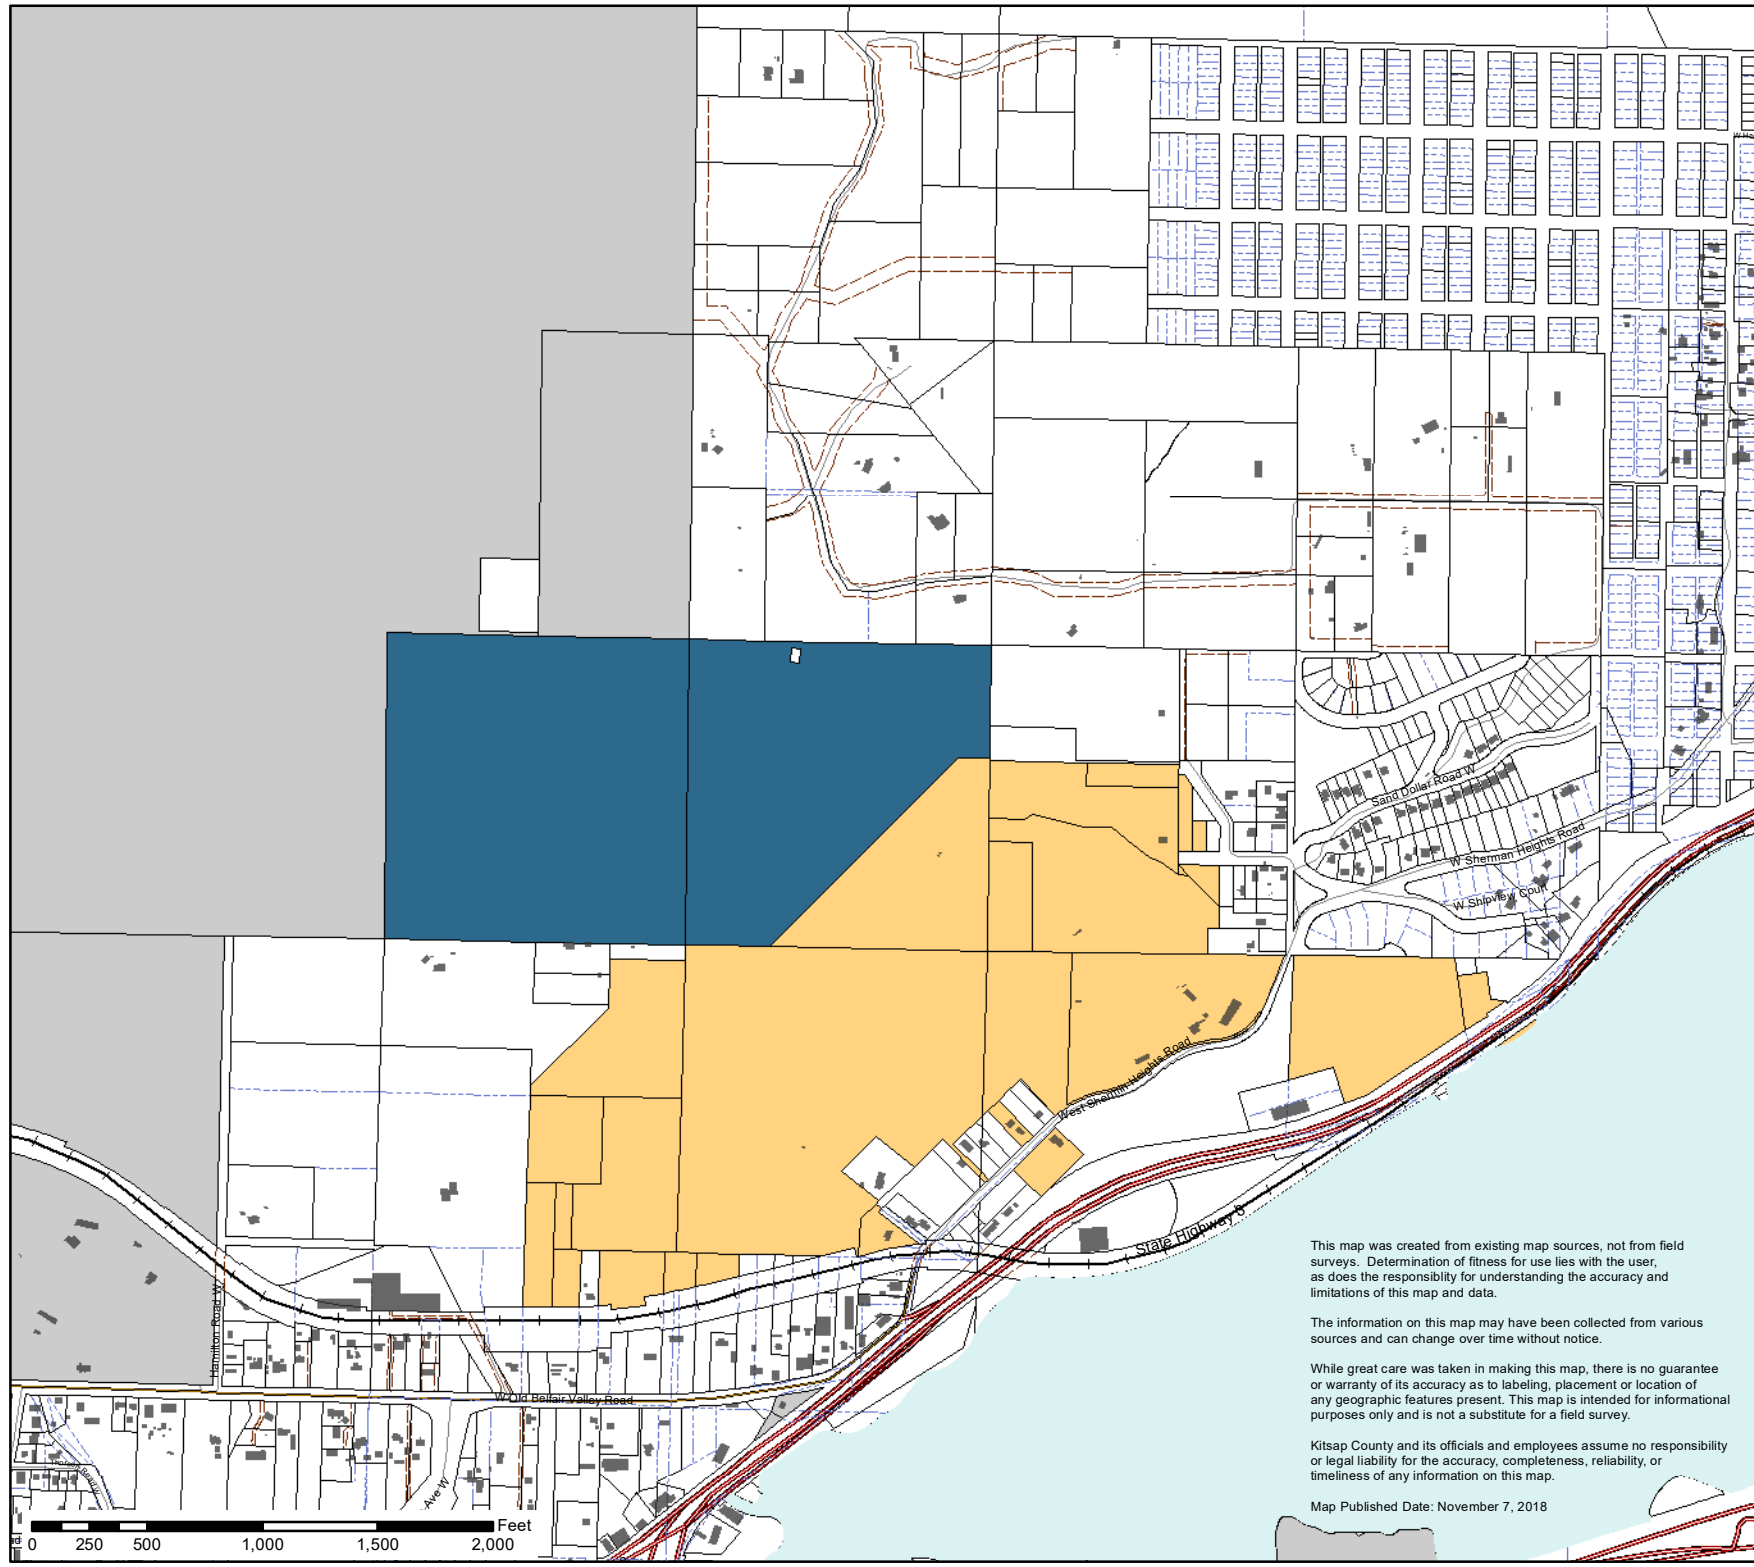 W Ha
Sand Dollar Road W
W Sherman Heights Road
W Shipview Court
West Sherman Heights Road
State Highway 3
Hamilton Road W
W Old Belfair Valley Road
Ave W
This map was created from existing map sources, not from field
surveys. Determination of fitness for use lies with the user,
as does the responsiblity for understanding the accuracy and
limitations of this map and data.
The information on this map may have been collected from various
sources and can change over time without notice.
While great care was taken in making this map, there is no guarantee
or warranty of its accuracy as to labeling, placement or location of
any geographic features present. This map is intended for informational
purposes only and is not a substitute for a field survey.
Kitsap County and its officials and employees assume no responsibility
or legal liability for the accuracy, completeness, reliability, or
timeliness of any information on this map.
Map Published Date: November 7, 2018
Feet
0 250 500 1,000 1,500 2,000